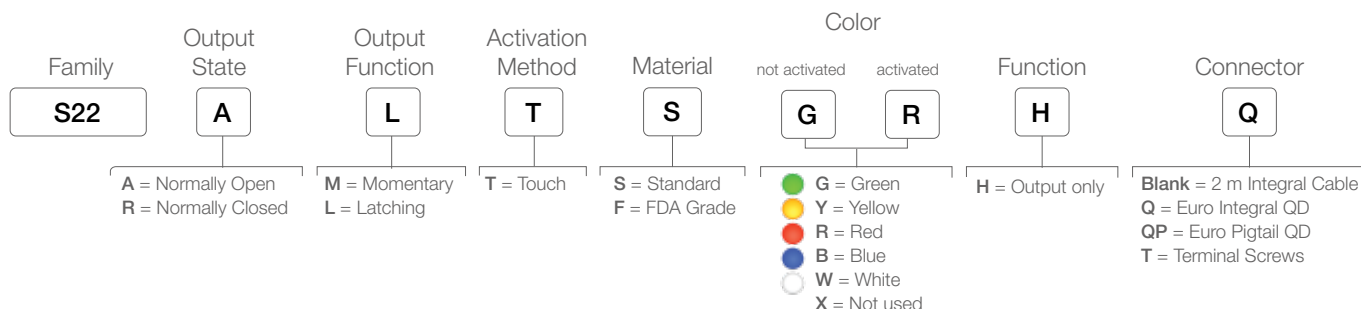 Color
Output State
Output Function
Activation Method
Family
Material
not activated
activated
Function
Connector
S22
A
L
T
S
G
R
H
Q
A = Normally Open
R = Normally Closed
M = Momentary
L = Latching
T = Touch
S = Standard
F = FDA Grade
G = Green
Y = Yellow
R = Red
B = Blue
W = White
X = Not used
H = Output only
Blank = 2 m Integral Cable
Q = Euro Integral QD
QP = Euro Pigtail QD
T = Terminal Screws